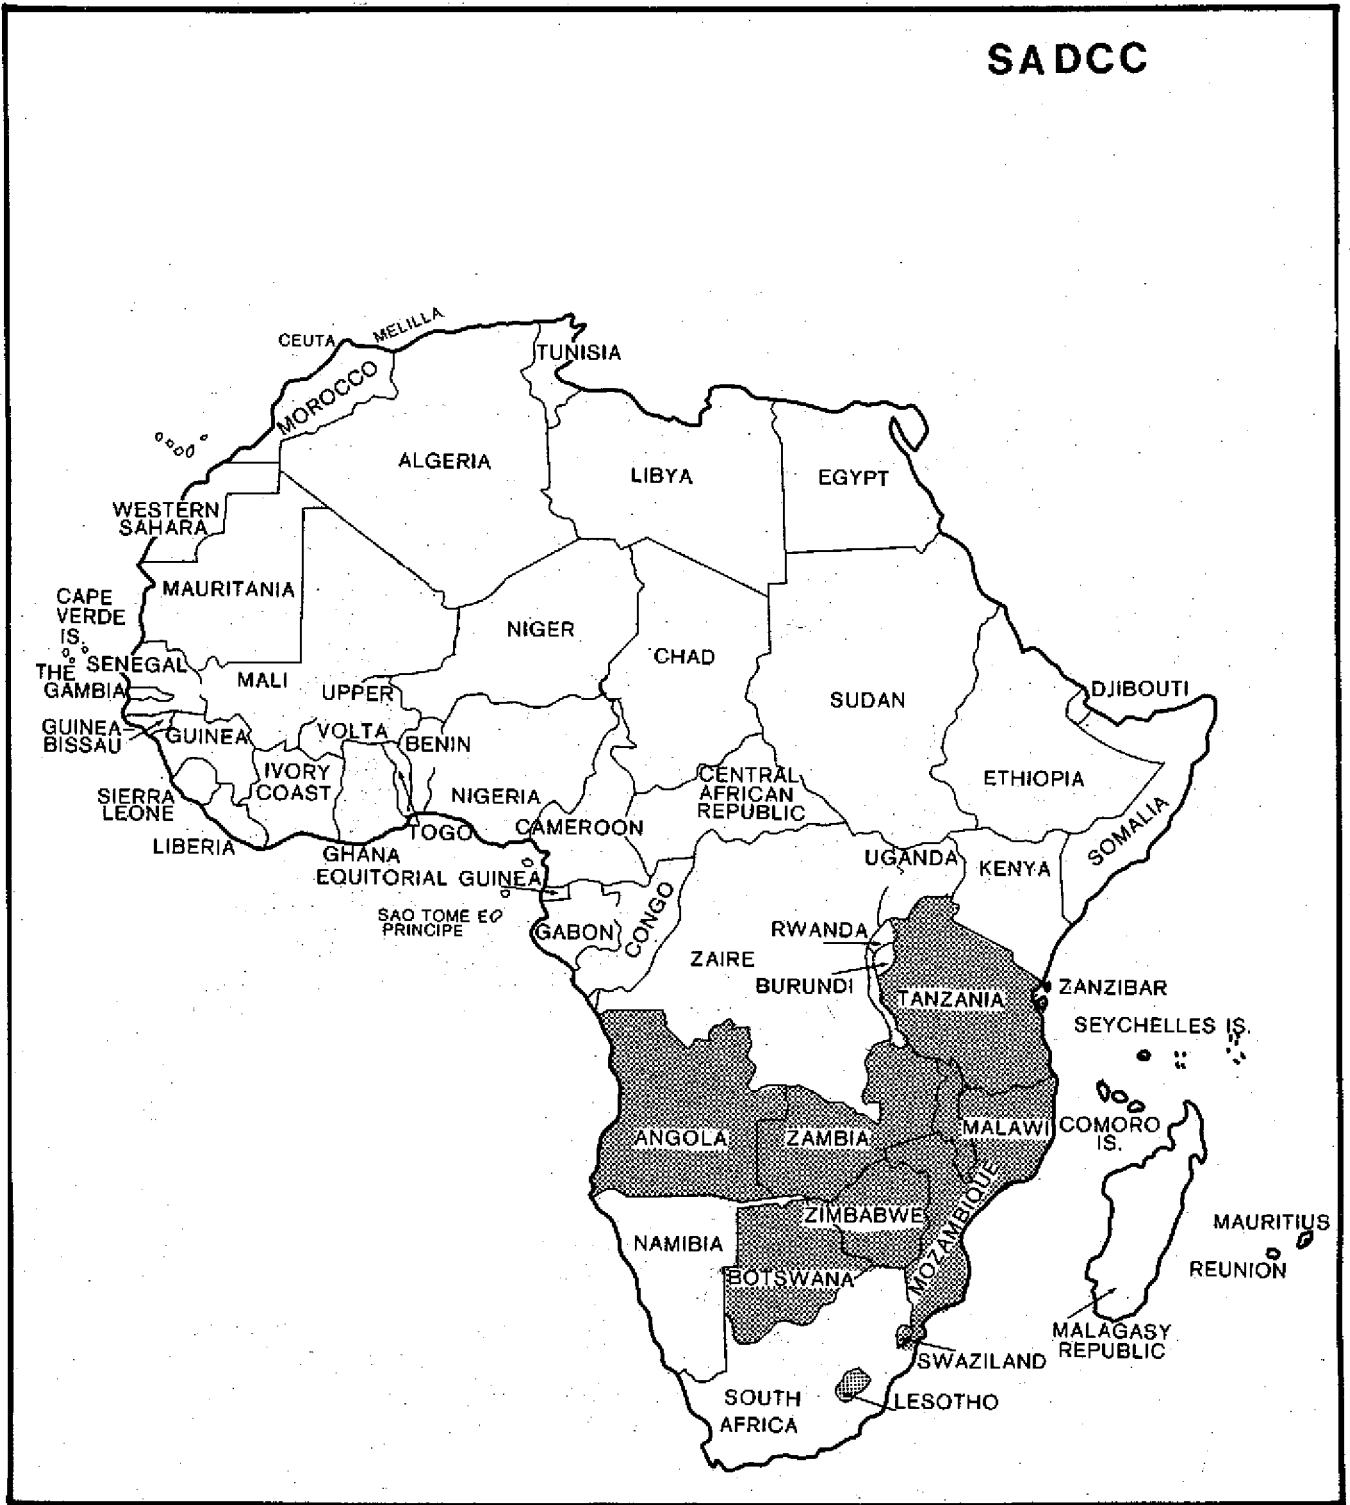 SADCC
CEUTA
MELILLA
TUNISIA
MOROCCO
ALGERIA
LIBYA
EGYPT
WESTERN
SAHARA
MAURITANIA
CAPE
VERDE
IS.
NIGER
CHAD
THE
GAMBIA
SENEGAL
MALI
UPPER
VOLTA
SUDAN
DJIBOUTI
GUINEA-
BISSAU
GUINEA
BENIN
IVORY
COAST
CENTRAL
AFRICAN
REPUBLIC
ETHIOPIA
SIERRA
LEONE
NIGERIA
SOMALIA
LIBERIA
TOGO
CAMEROON
GHANA
UGANDA
KENYA
EQUITORIAL GUINEA
SAO TOME E
PRINCIPE
GABON
CONGO
RWANDA
ZAIRE
BURUNDI
TANZANIA
ZANZIBAR
SEYCHELLES IS.
ANGOLA
ZAMBIA
MALAWI
COMORO
IS.
ZIMBABWE
MOZAMBIQUE
NAMIBIA
BOTSWANA
MAURITIUS
REUNION
MALAGASY
REPUBLIC
SWAZILAND
SOUTH
AFRICA
LESOTHO